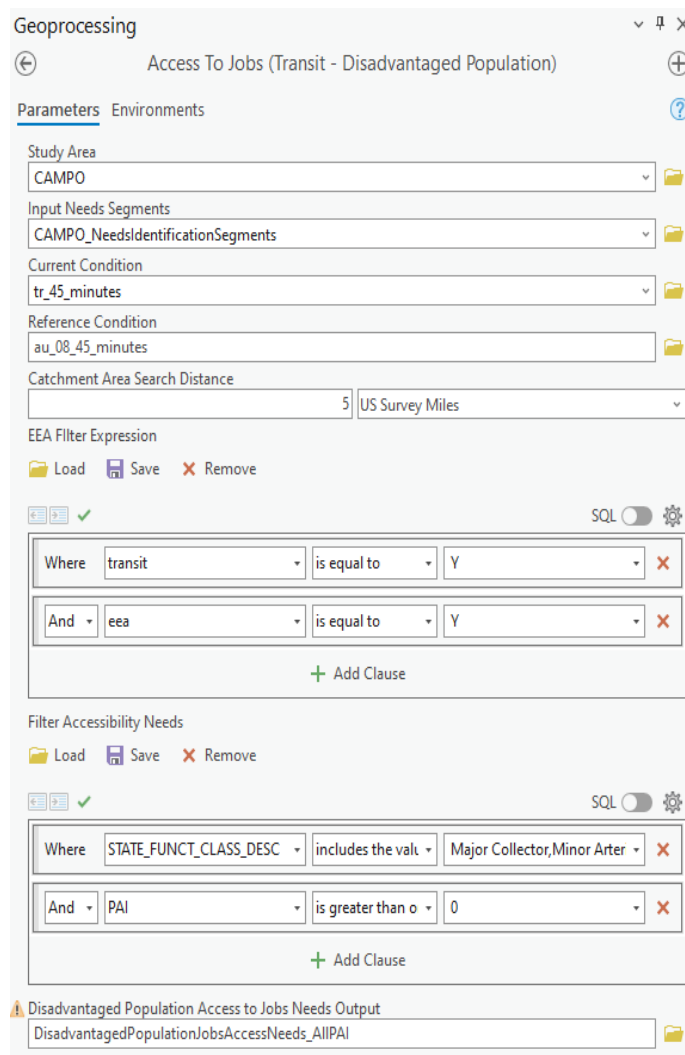 Geoprocessing
Access To Jobs (Transit - Disadvantaged Population)
Parameters Environments
Study Area
CAMPO
Input Needs Segments
CAMPO_NeedsIdentificationSegments
Current Condition
tr_45_minutes
Reference Condition
au_08_45_minutes
Catchment Area Search Distance
5 US Survey Miles
EEA FIlter Expression
Load Save Remove
SQL
Where transit is equal to Y
And eea is equal to Y
Add Clause
Filter Accessibility Needs
Load Save Remove
SQL
Where STATE_FUNCT_CLASS_DESC includes the valu Major Collector,Minor Arter
And PAI is greater than o 0
Add Clause
Disadvantaged Population Access to Jobs Needs Output
DisadvantagedPopulationJobsAccessNeeds_AllPAI